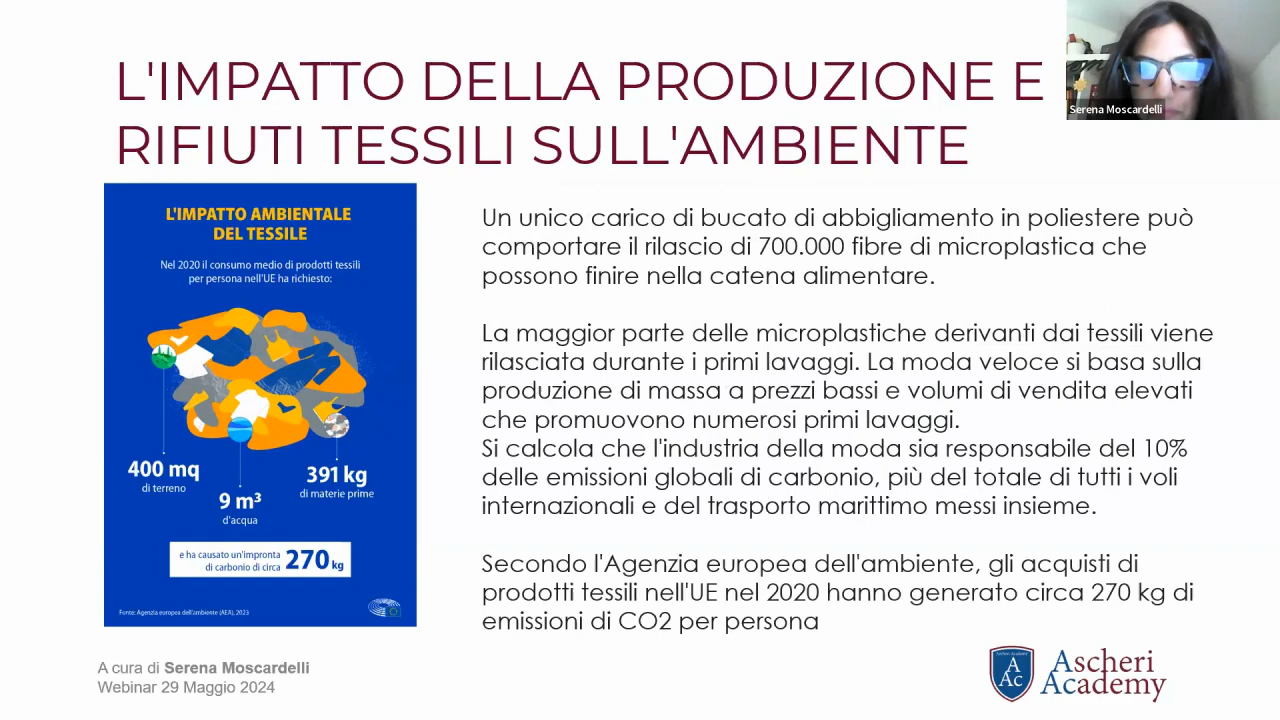 L'IMPATTO DELLA PRODUZIONE E
RIFIUTI TESSILI SULL'AMBIENTE
Serena Moscardelli
L'IMPATTO AMBIENTALE
DEL TESSILE
Nel 2020 il consumo medio di prodotti tessili
per persona nell'UE ha richiesto:
400 mq
di terreno
9 m³
d'acqua
391 kg
di materie prime
e ha causato un'impronta
di carbonio di circa 270 kg
Fonte: Agenzia europea dell'ambiente (AEA), 2023
Un unico carico di bucato di abbigliamento in poliestere può
comportare il rilascio di 700.000 fibre di microplastica che
possono finire nella catena alimentare.
La maggior parte delle microplastiche derivanti dai tessili viene
rilasciata durante i primi lavaggi. La moda veloce si basa sulla
produzione di massa a prezzi bassi e volumi di vendita elevati
che promuovono numerosi primi lavaggi.
Si calcola che l'industria della moda sia responsabile del 10%
delle emissioni globali di carbonio, più del totale di tutti i voli
internazionali e del trasporto marittimo messi insieme.
Secondo l'Agenzia europea dell'ambiente, gli acquisti di
prodotti tessili nell'UE nel 2020 hanno generato circa 270 kg di
emissioni di CO2 per persona
A cura di Serena Moscardelli
Webinar 29 Maggio 2024
Ascheri Academy
A
Ac
Ascheri
Academy